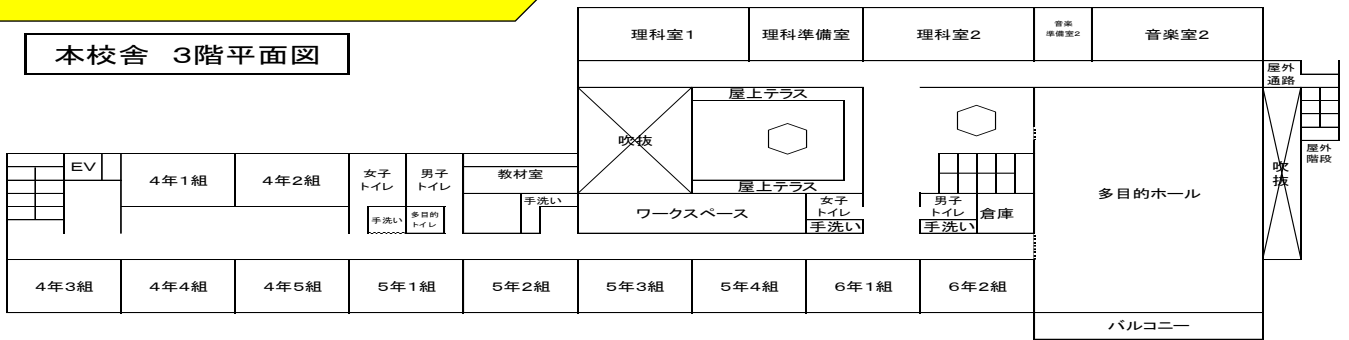 本校舎 3階平面図
理科室1
理科準備室
理科室2
音楽
準備室2
音楽室2
屋外
通路
屋上テラス
吹抜
屋外
階段
EV
4年1組
4年2組
女子
トイレ
男子
トイレ
教材室
吹抜
多目的ホール
屋上テラス
手洗い
手洗い
多目的
トイレ
ワークスペース
女子
トイレ
手洗い
男子
トイレ
手洗い
倉庫
4年3組
4年4組
4年5組
5年1組
5年2組
5年3組
5年4組
6年1組
6年2組
バルコニー